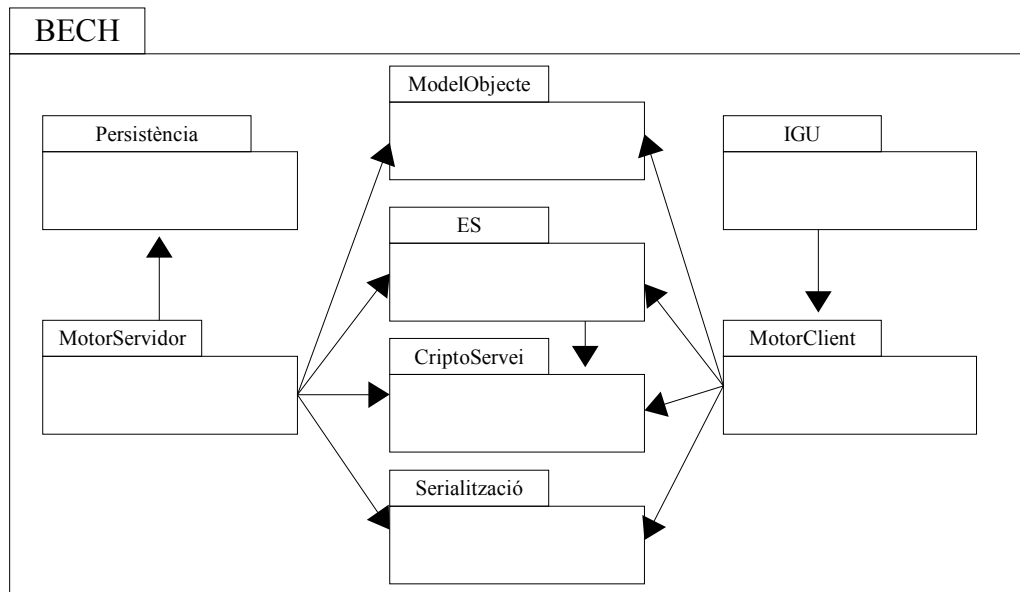 BECH
ModelObjecte
Persistència
IGU
ES
MotorServidor
MotorClient
CriptoServei
Serialització